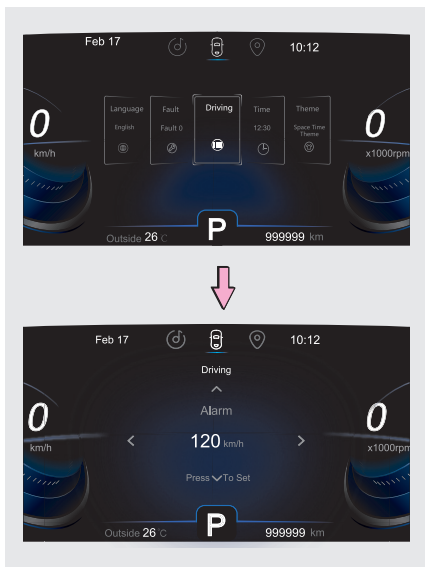 Feb 17 10:12
Language Fault Driving Time Theme
English Fault 0 12:30 Space Time
Theme
0 0
km/h x1000rpm
P
Outside 26 C 999999 km
Feb 17 10:12
Driving
Alarm
0 120 km/h 0
km/h x1000rpm
Press To Set
P
Outside 26 °C 999999 km